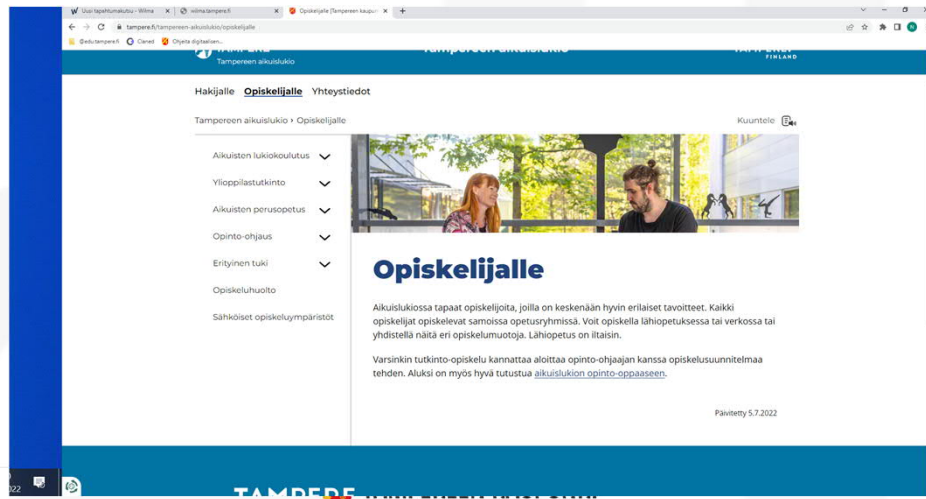 Uusi tapahtumakutsu - Wilma
wilma.tampere.fi
Opiskelijalle |Tampereen kaupun
tampere.fi/tampereen-aikuislukio/opiskelijalle
@edu.tampere.fi
Claned
Ohjeita digitaalisen...
Tampereen aikuislukio
FINLAND
Hakijalle Opiskelijalle Yhteystiedot
Tampereen aikuislukio › Opiskelijalle
Kuuntele
Aikuisten lukiokoulutus
Ylioppilastutkinto
Aikuisten perusopetus
Opinto-ohjaus
Erityinen tuki
Opiskeluhuolto
Sähköiset opiskeluympäristöt
Opiskelijalle
Aikuislukiossa tapaat opiskelijoita, joilla on keskenään hyvin erilaiset tavoitteet. Kaikki
opiskelijat opiskelevat samoissa opetusryhmissä. Voit opiskella lähiopetuksessa tai verkossa tai
yhdistellä näitä eri opiskelumuotoja. Lähiopetus on iltaisin.
Varsinkin tutkinto-opiskelu kannattaa aloittaa opinto-ohjaajan kanssa opiskelusuunnitelmaa
tehden. Aluksi on myös hyvä tutustua aikuislukion opinto-oppaaseen.
Päivitetty 5.7.2022
022